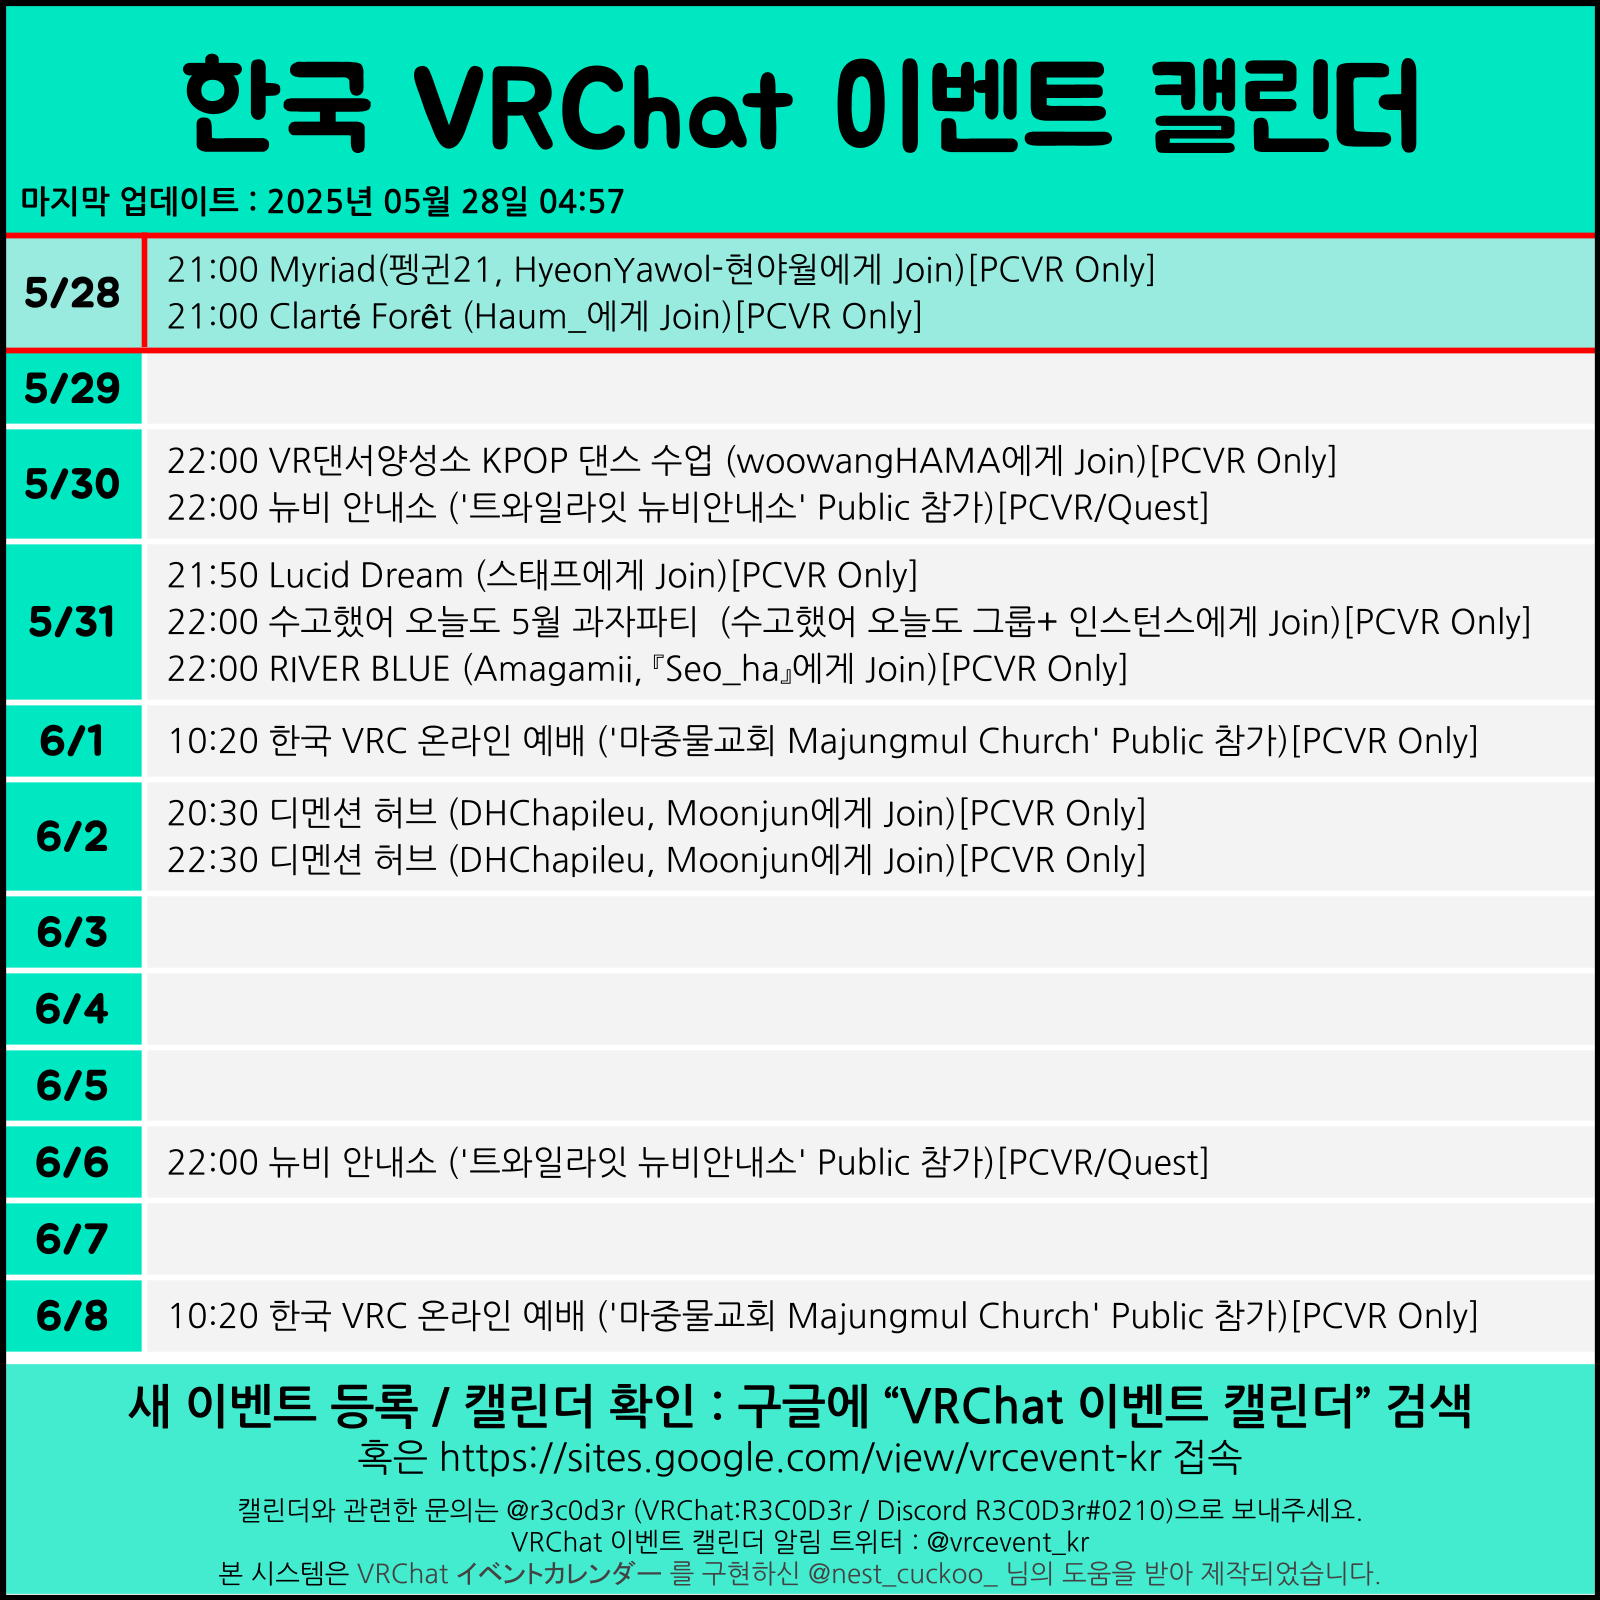 한국 VRChat 이벤트 캘린더
마지막 업데이트 : 2025년 05월 28일 04:57
5/28
21:00 Myriad(펭귄21, HyeonYawol-현야월에게 Join)[PCVR Only]
21:00 Clarté Forêt (Haum_에게 Join)[PCVR Only]
5/29
5/30
22:00 VR댄서양성소 KPOP 댄스 수업 (woowangHAMA에게 Join)[PCVR Only]
22:00 뉴비 안내소 ('트와일라잇 뉴비안내소' Public 참가)[PCVR/Quest]
5/31
21:50 Lucid Dream (스태프에게 Join)[PCVR Only]
22:00 수고했어 오늘도 5월 과자파티  (수고했어 오늘도 그룹+ 인스턴스에게 Join)[PCVR Only]
22:00 RIVER BLUE (Amagamii, 『Seo_ha』에게 Join)[PCVR Only]
6/1
10:20 한국 VRC 온라인 예배 ('마중물교회 Majungmul Church' Public 참가)[PCVR Only]
6/2
20:30 디멘션 허브 (DHChapileu, Moonjun에게 Join)[PCVR Only]
22:30 디멘션 허브 (DHChapileu, Moonjun에게 Join)[PCVR Only]
6/3
6/4
6/5
6/6
22:00 뉴비 안내소 ('트와일라잇 뉴비안내소' Public 참가)[PCVR/Quest]
6/7
6/8
10:20 한국 VRC 온라인 예배 ('마중물교회 Majungmul Church' Public 참가)[PCVR Only]
새 이벤트 등록 / 캘린더 확인 : 구글에 “VRChat 이벤트 캘린더” 검색
혹은 https://sites.google.com/view/vrcevent-kr 접속
캘린더와 관련한 문의는 @r3c0d3r (VRChat:R3C0D3r / Discord R3C0D3r#0210)으로 보내주세요.
VRChat 이벤트 캘린더 알림 트위터 : @vrcevent_kr
본 시스템은 VRChat イベントカレンダー 를 구현하신 @nest_cuckoo_ 님의 도움을 받아 제작되었습니다.